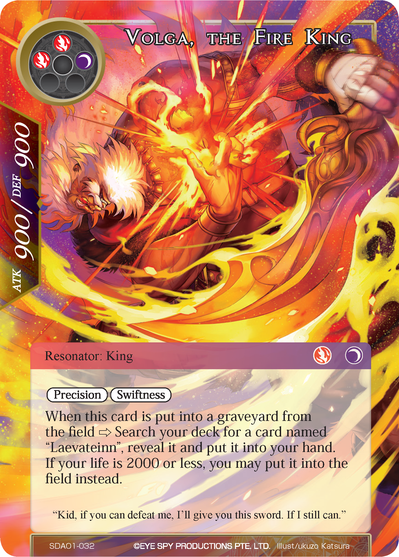 Volga, the Fire King
ATK 900 / DEF 900
Resonator: King
Precision Swiftness
When this card is put into a graveyard from
the field ⇨ Search your deck for a card named
“Laevateinn”, reveal it and put it into your hand.
If your life is 2000 or less, you may put it into the
field instead.
“Kid, if you can defeat me, I’ll give you this sword. If I still can.”
SDAO1-032 ©EYE SPY PRODUCTIONS PTE. LTD. Illust/ukuzo Katsura